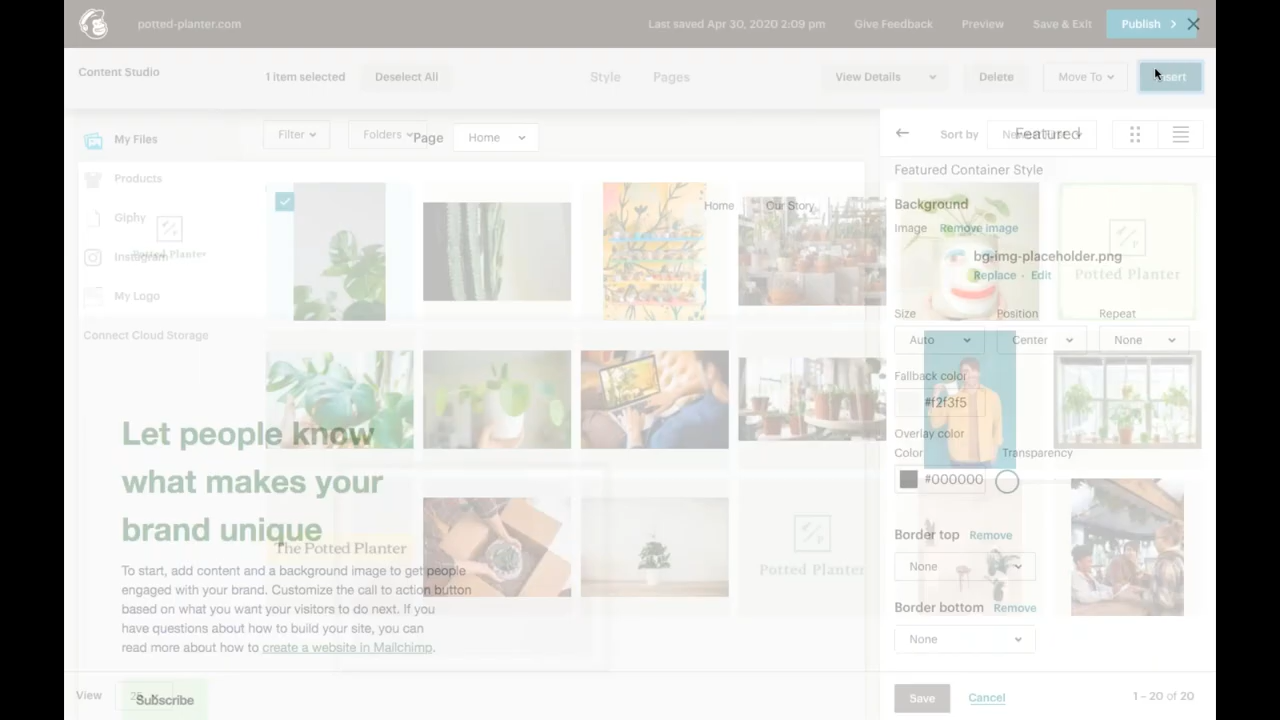 potted-planter.com
Last saved Apr 30, 2020 2:09 pm
Give Feedback
Preview
Save & Exit
Publish
Content Studio
1 item selected
Deselect All
Style
Pages
View Details
Delete
Move To
Insert
My Files
Filter
Folders
Page
Home
Sort by
Featured
Featured Container Style
Products
Home
Our Story
Background
Giphy
Image
Remove image
Potted Planter
Instagram
bg-img-placeholder.png
Replace · Edit
Potted Planter
My Logo
Size
Position
Repeat
Connect Cloud Storage
Auto
Center
None
Fallback color
#f2f3f5
Let people know
what makes your
brand unique
Overlay color
Color
Transparency
#000000
The Potted Planter
Potted Planter
Border top
Remove
None
To start, add content and a background image to get people
engaged with your brand. Customize the call to action button
based on what you want your visitors to do next. If you
have questions about how to build your site, you can
read more about how to create a website in Mailchimp.
Border bottom
Remove
None
View
Subscribe
Save
Cancel
1 - 20 of 20